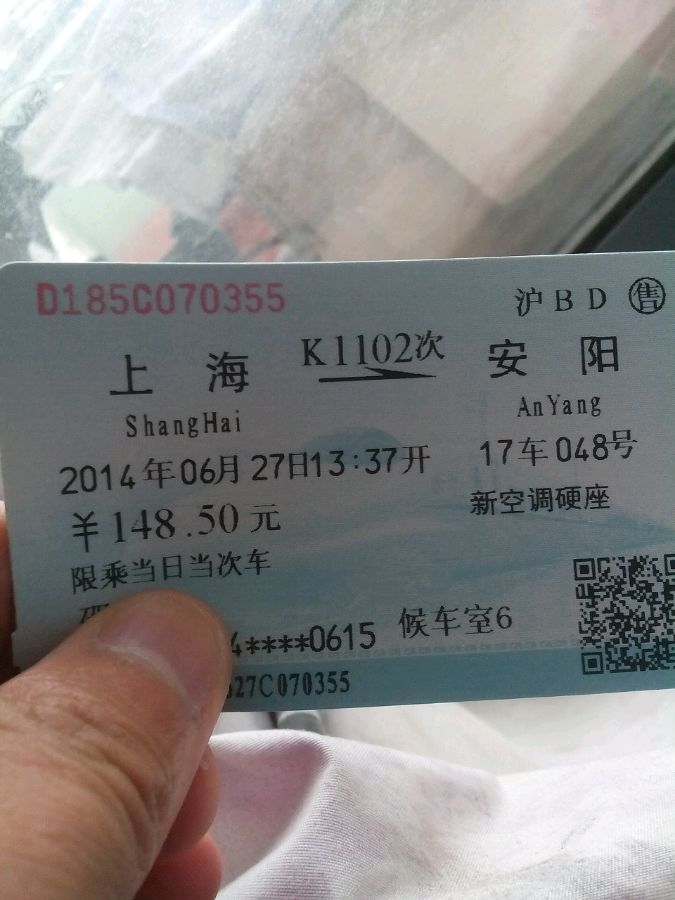 D185C070355 沪BD 售
上海 K1102次 安阳
ShangHai AnYang
2014年06月27日13:37开 17车048号
¥148.50元 新空调硬座
限乘当日当次车
4****0615 候车室6
27C070355